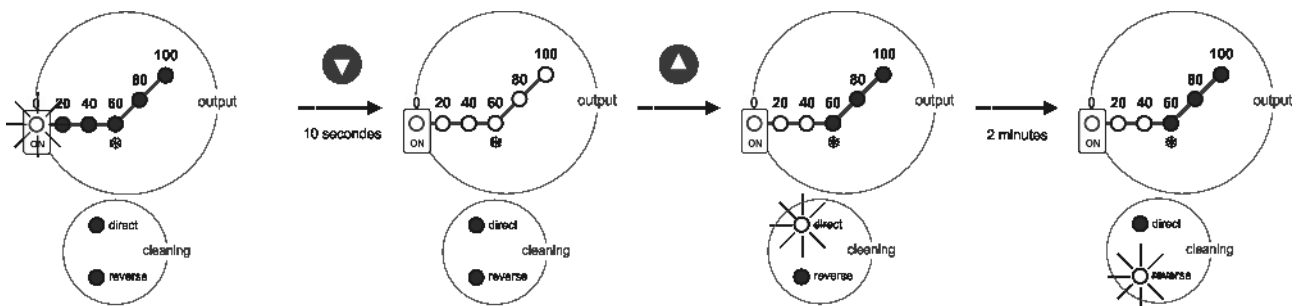 100
80
0 20 40 60
output
ON
direct
cleaning
reverse
10 secondes
100
80
0 20 40 60
output
ON
direct
cleaning
reverse
100
80
0 20 40 60
output
ON
direct
cleaning
reverse
2 minutes
100
80
0 20 40 60
output
ON
direct
cleaning
reverse